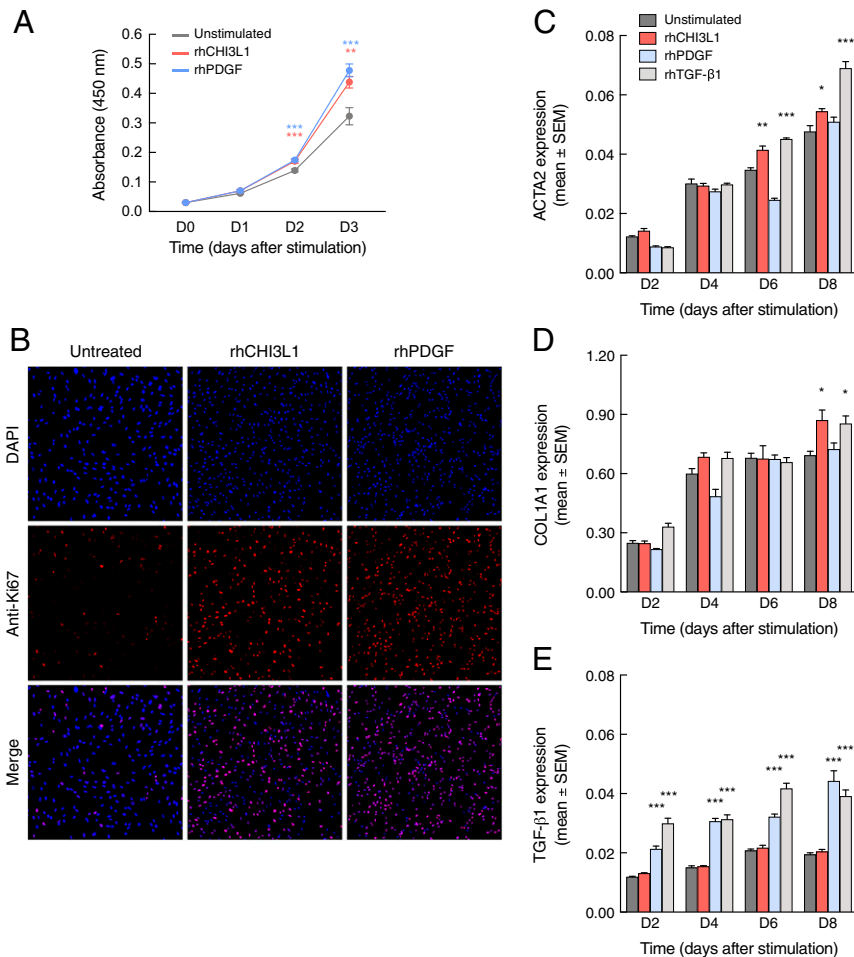 A
Unstimulated
rhCHI3L1
rhPDGF
Absorbance (450 nm)
0.6
0.5
0.4
0.3
0.2
0.1
0.0
***
**
***
***
D0 D1 D2 D3
Time (days after stimulation)
B
Untreated rhCHI3L1 rhPDGF
DAPI
Anti-Ki67
Merge
C
Unstimulated
rhCHI3L1
rhPDGF
rhTGF-β1
ACTA2 expression
(mean ± SEM)
0.08
0.06
0.04
0.02
0.00
** *** * ***
D2 D4 D6 D8
Time (days after stimulation)
D
COL1A1 expression
(mean ± SEM)
1.20
0.90
0.60
0.30
0.00
* *
D2 D4 D6 D8
Time (days after stimulation)
E
TGF-β1 expression
(mean ± SEM)
0.08
0.06
0.04
0.02
0.00
*** *** *** *** *** *** *** ***
D2 D4 D6 D8
Time (days after stimulation)